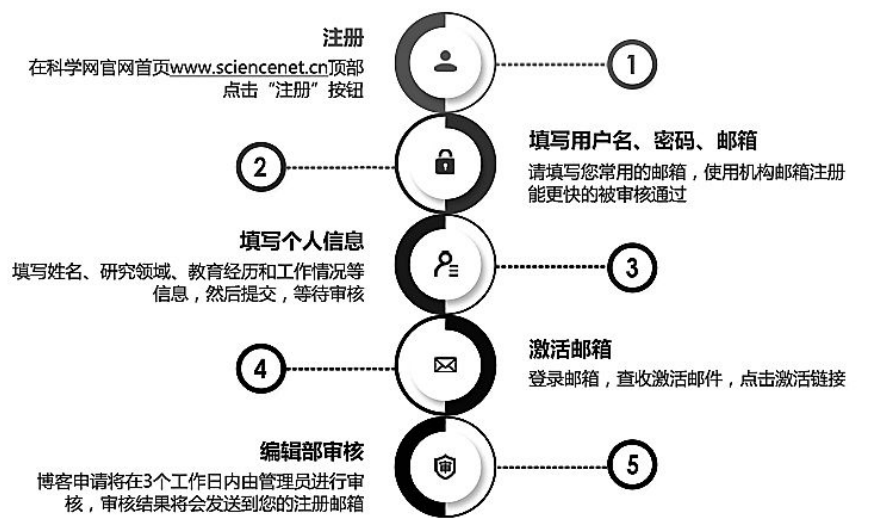 注册
在科学网官网首页www.sciencenet.cn顶部
点击“注册”按钮
1
填写用户名、密码、邮箱
请填写您常用的邮箱，使用机构邮箱注册
能更快的被审核通过
2
填写个人信息
填写姓名、研究领域、教育经历和工作情况等
信息，然后提交，等待审核
3
激活邮箱
登录邮箱，查收激活邮件，点击激活链接
4
编辑部审核
博客申请将在3个工作日内由管理员进行审
核，审核结果将会发送到您的注册邮箱
审
5